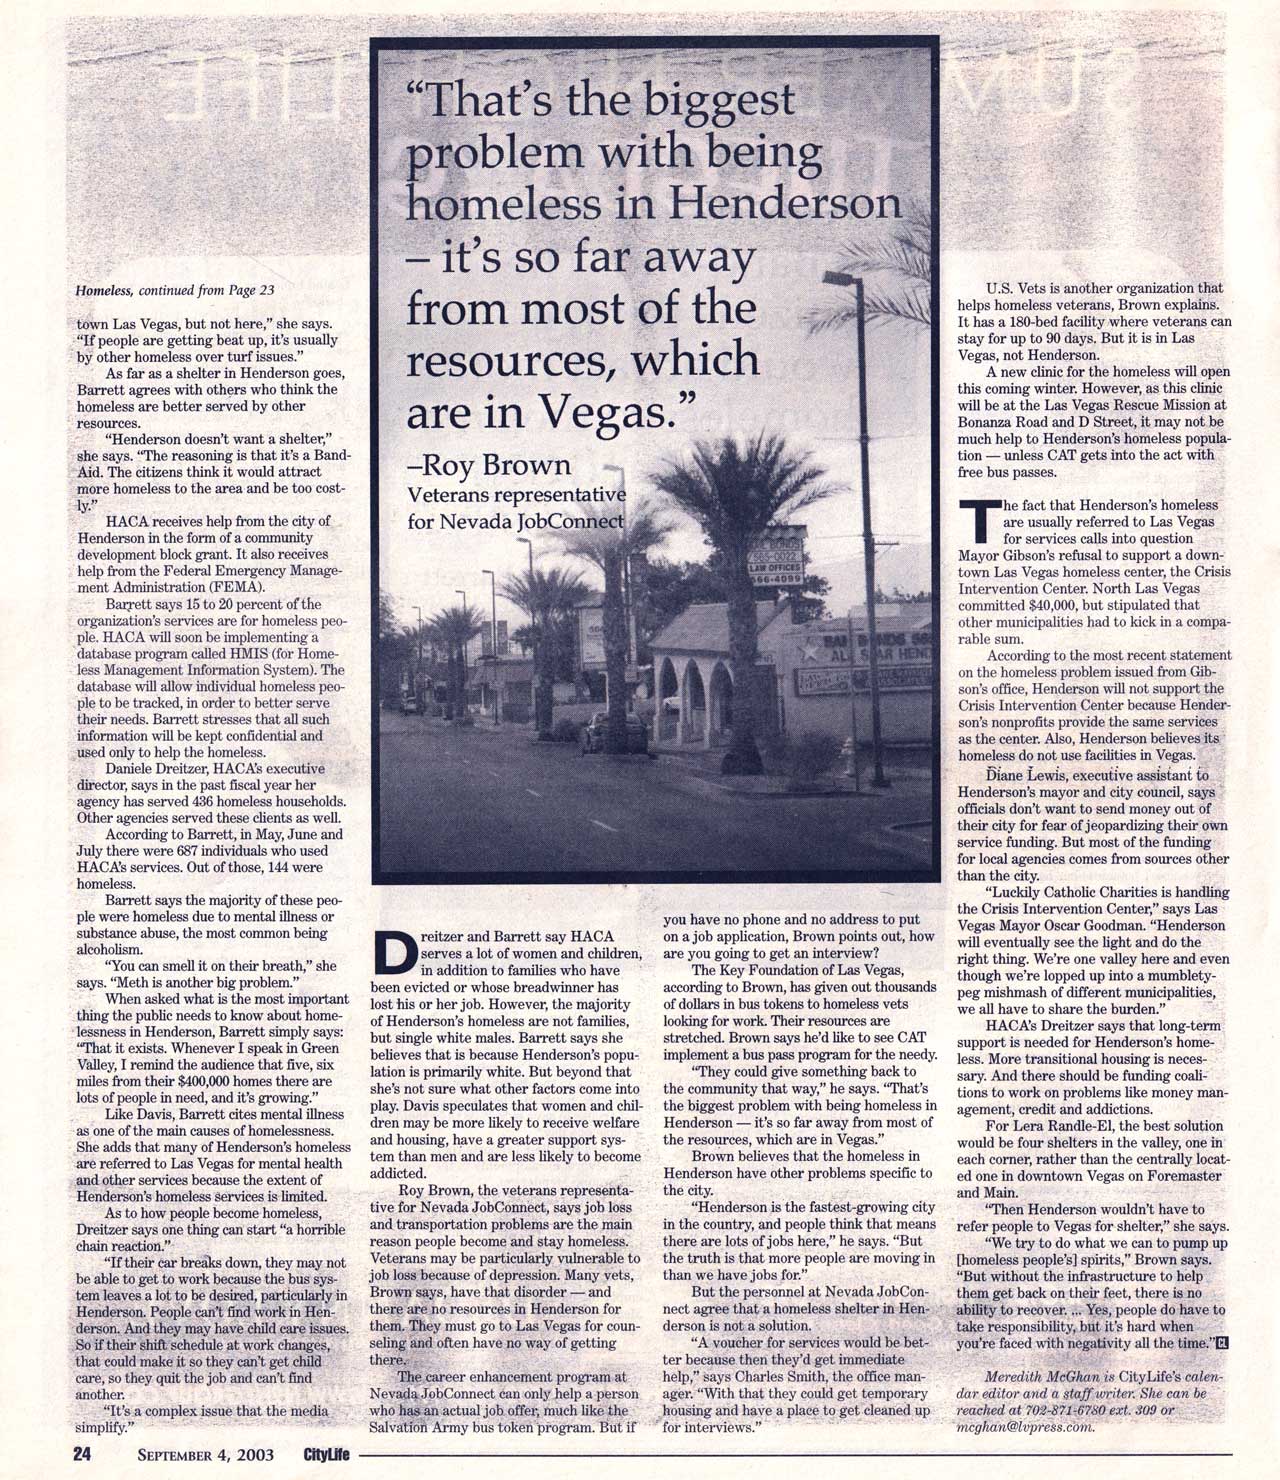 “That’s the biggest
problem with being
homeless in Henderson
– it’s so far away
from most of the
resources, which
are in Vegas.”
–Roy Brown
Veterans representative
for Nevada JobConnect
Homeless, continued from Page 23
town Las Vegas, but not here,” she says.
“If people are getting beat up, it’s usually
by other homeless over turf issues.”
As far as a shelter in Henderson goes,
Barrett agrees with others who think the
homeless are better served by other
resources.
“Henderson doesn’t want a shelter,”
she says. “The reasoning is that it’s a Band-
Aid. The citizens think it would attract
more homeless to the area and be too cost-
ly.”
HACA receives help from the city of
Henderson in the form of a community
development block grant. It also receives
help from the Federal Emergency Manage-
ment Administration (FEMA).
Barrett says 15 to 20 percent of the
organization’s services are for homeless peo-
ple. HACA will soon be implementing a
database program called HMIS (for Home-
less Management Information System). The
database will allow individual homeless peo-
ple to be tracked, in order to better serve
their needs. Barrett stresses that all such
information will be kept confidential and
used only to help the homeless.
Daniele Dreitzer, HACA’s executive
director, says in the past fiscal year her
agency has served 436 homeless households.
Other agencies served these clients as well.
According to Barrett, in May, June and
July there were 687 individuals who used
HACA’s services. Out of those, 144 were
homeless.
Barrett says the majority of these peo-
ple were homeless due to mental illness or
substance abuse, the most common being
alcoholism.
“You can smell it on their breath,” she
says. “Meth is another big problem.”
When asked what is the most important
thing the public needs to know about home-
lessness in Henderson, Barrett simply says:
“That it exists. Whenever I speak in Green
Valley, I remind the audience that five, six
miles from their $400,000 homes there are
lots of people in need, and it’s growing.”
Like Davis, Barrett cites mental illness
as one of the main causes of homelessness.
She adds that many of Henderson’s homeless
are referred to Las Vegas for mental health
and other services because the extent of
Henderson’s homeless services is limited.
As to how people become homeless,
Dreitzer says one thing can start “a horrible
chain reaction.”
“If their car breaks down, they may not
be able to get to work because the bus sys-
tem leaves a lot to be desired, particularly in
Henderson. People can’t find work in Hen-
derson. And they may have child care issues.
So if their shift schedule at work changes,
that could make it so they can’t get child
care, so they quit the job and can’t find
another.
“It’s a complex issue that the media
simplify.”
Dreitzer and Barrett say HACA
serves a lot of women and children,
in addition to families who have
been evicted or whose breadwinner has
lost his or her job. However, the majority
of Henderson’s homeless are not families,
but single white males. Barrett says she
believes that is because Henderson’s popu-
lation is primarily white. But beyond that
she’s not sure what other factors come into
play. Davis speculates that women and chil-
dren may be more likely to receive welfare
and housing, have a greater support sys-
tem than men and are less likely to become
addicted.
Roy Brown, the veterans representa-
tive for Nevada JobConnect, says job loss
and transportation problems are the main
reason people become and stay homeless.
Veterans may be particularly vulnerable to
job loss because of depression. Many vets,
Brown says, have that disorder — and
there are no resources in Henderson for
them. They must go to Las Vegas for coun-
seling and often have no way of getting
there.
The career enhancement program at
Nevada JobConnect can only help a person
who has an actual job offer, much like the
Salvation Army bus token program. But if
you have no phone and no address to put
on a job application, Brown points out, how
are you going to get an interview?
The Key Foundation of Las Vegas,
according to Brown, has given out thousands
of dollars in bus tokens to homeless vets
looking for work. Their resources are
stretched. Brown says he’d like to see CAT
implement a bus pass program for the needy.
“They could give something back to
the community that way,” he says. “That’s
the biggest problem with being homeless in
Henderson — it’s so far away from most of
the resources, which are in Vegas.”
Brown believes that the homeless in
Henderson have other problems specific to
the city.
“Henderson is the fastest-growing city
in the country, and people think that means
there are lots of jobs here,” he says. “But
the truth is that more people are moving in
than we have jobs for.”
But the personnel at Nevada JobCon-
nect agree that a homeless shelter in Hen-
derson is not a solution.
“A voucher for services would be bet-
ter because then they’d get immediate
help,” says Charles Smith, the office man-
ager. “With that they could get temporary
housing and have a place to get cleaned up
for interviews.”
U.S. Vets is another organization that
helps homeless veterans, Brown explains.
It has a 180-bed facility where veterans can
stay for up to 90 days. But it is in Las
Vegas, not Henderson.
A new clinic for the homeless will open
this coming winter. However, as this clinic
will be at the Las Vegas Rescue Mission at
Bonanza Road and D Street, it may not be
much help to Henderson’s homeless popula-
tion — unless CAT gets into the act with
free bus passes.
The fact that Henderson’s homeless
are usually referred to Las Vegas
for services calls into question
Mayor Gibson’s refusal to support a down-
town Las Vegas homeless center, the Crisis
Intervention Center. North Las Vegas
committed $40,000, but stipulated that
other municipalities had to kick in a compa-
rable sum.
According to the most recent statement
on the homeless problem issued from Gib-
son’s office, Henderson will not support the
Crisis Intervention Center because Hender-
son’s nonprofits provide the same services
as the center. Also, Henderson believes its
homeless do not use facilities in Vegas.
Diane Lewis, executive assistant to
Henderson’s mayor and city council, says
officials don’t want to send money out of
their city for fear of jeopardizing their own
service funding. But most of the funding
for local agencies comes from sources other
than the city.
“Luckily Catholic Charities is handling
the Crisis Intervention Center,” says Las
Vegas Mayor Oscar Goodman. “Henderson
will eventually see the light and do the
right thing. We’re one valley here and even
though we’re lopped up into a mumblety-
peg mishmash of different municipalities,
we all have to share the burden.”
HACA’s Dreitzer says that long-term
support is needed for Henderson’s home-
less. More transitional housing is neces-
sary. And there should be funding coali-
tions to work on problems like money man-
agement, credit and addictions.
For Lera Randle-El, the best solution
would be four shelters in the valley, one in
each corner, rather than the centrally locat-
ed one in downtown Vegas on Foremaster
and Main.
“Then Henderson wouldn’t have to
refer people to Vegas for shelter,” she says.
“We try to do what we can to pump up
[homeless people’s] spirits,” Brown says.
“But without the infrastructure to help
them get back on their feet, there is no
ability to recover. ... Yes, people do have to
take responsibility, but it’s hard when
you’re faced with negativity all the time.” CL
Meredith McGhan is CityLife’s calen-
dar editor and a staff writer. She can be
reached at 702-871-6780 ext. 309 or
mcghan@lvpress.com.
LAW OFFICES
566-4099
24 SEPTEMBER 4, 2003 CityLife